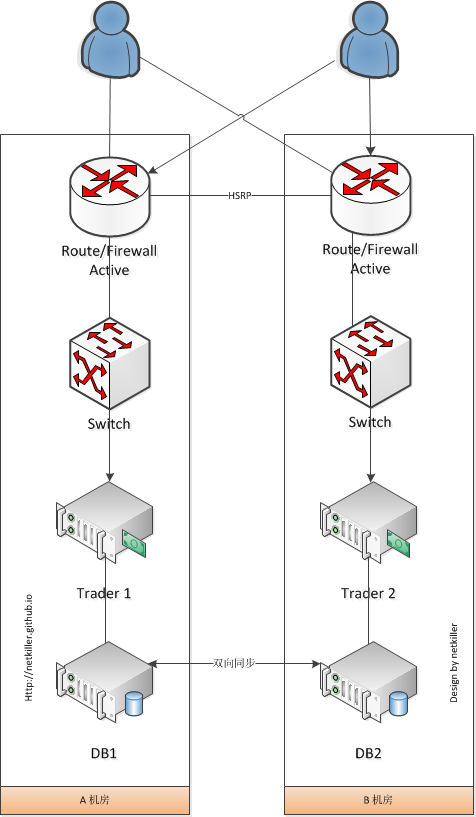 HSRP
Route/Firewall
Active
Route/Firewall
Active
Switch
Switch
Trader 1
Trader 2
Http://netkiller.github.io
Design by netkiller
双向同步
DB1
DB2
A 机房
B 机房